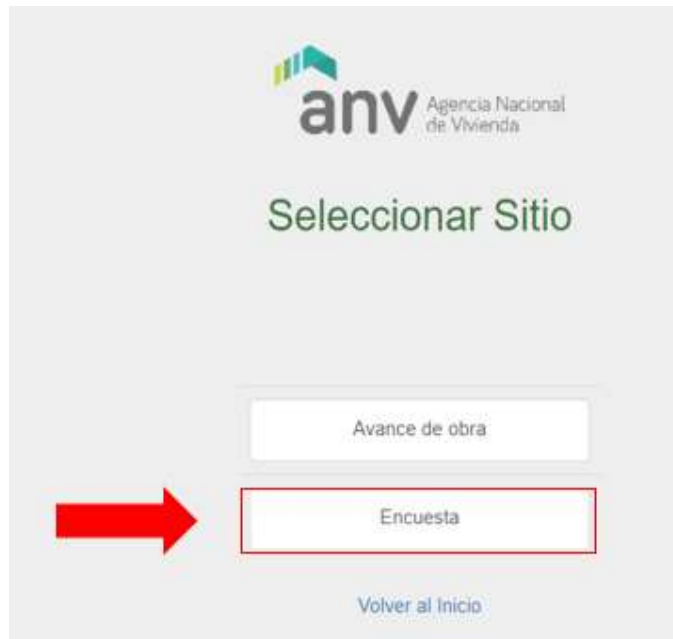 anv Agencia Nacional
de Vivienda
Seleccionar Sitio
Avance de obra
Encuesta
Volver al Inicio